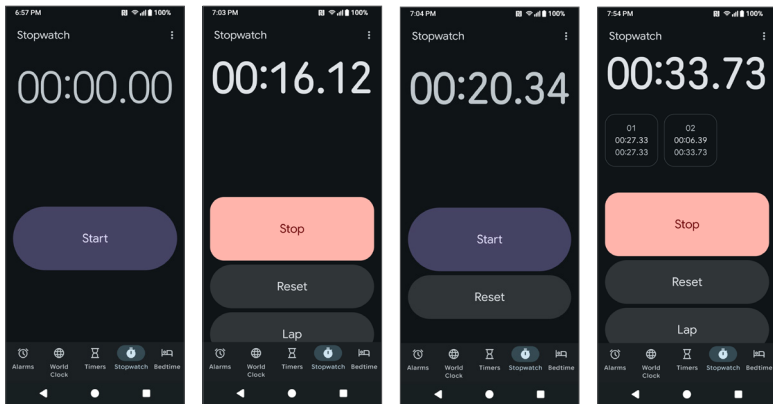 6:57 PM 100%
Stopwatch
00:00.00
Start
Alarms World Clock Timers Stopwatch Bedtime
7:03 PM 100%
Stopwatch
00:16.12
Stop
Reset
Lap
Alarms World Clock Timers Stopwatch Bedtime
7:04 PM 100%
Stopwatch
00:20.34
Start
Reset
Alarms World Clock Timers Stopwatch Bedtime
7:54 PM 100%
Stopwatch
00:33.73
01 02
00:27.33 00:06.39
00:27.33 00:33.73
Stop
Reset
Lap
Alarms World Clock Timers Stopwatch Bedtime